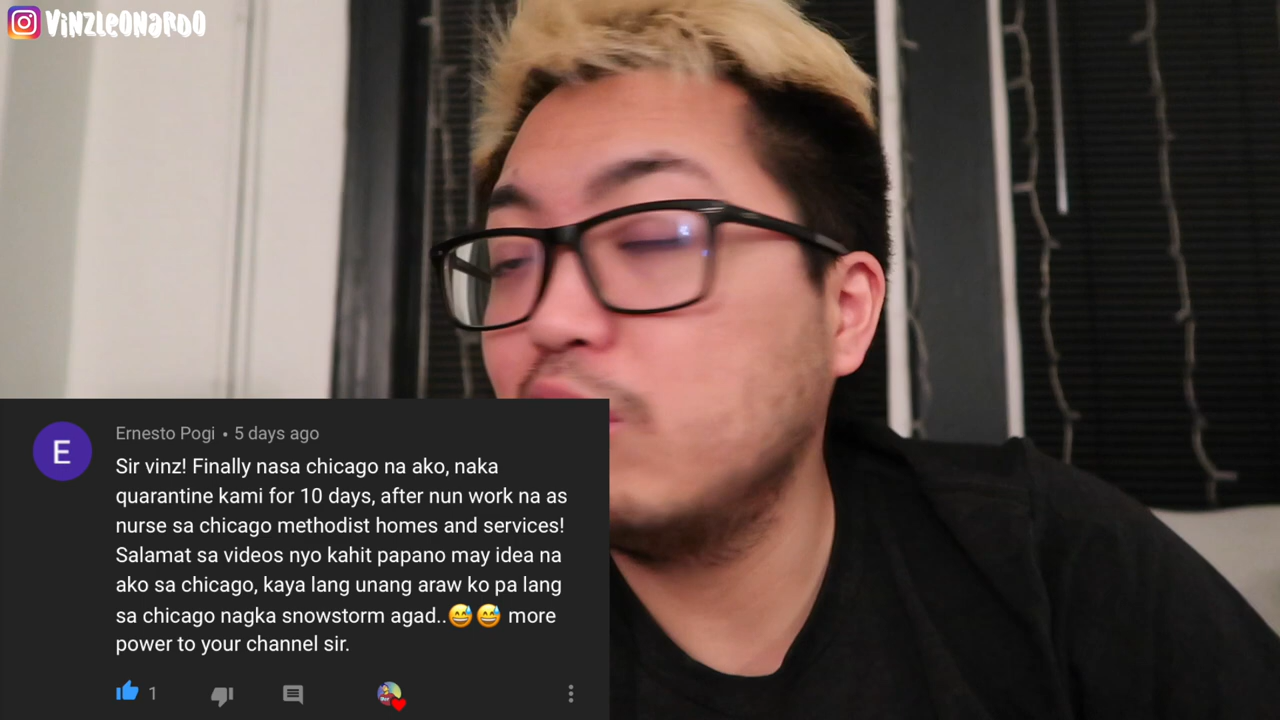 VinzLeonardo
Ernesto Pogi • 5 days ago
E
Sir vinz! Finally nasa chicago na ako, naka
quarantine kami for 10 days, after nun work na as
nurse sa chicago methodist homes and services!
Salamat sa videos nyo kahit papano may idea na
ako sa chicago, kaya lang unang araw ko pa lang
sa chicago nagka snowstorm agad..😅😅 more
power to your channel sir.
1